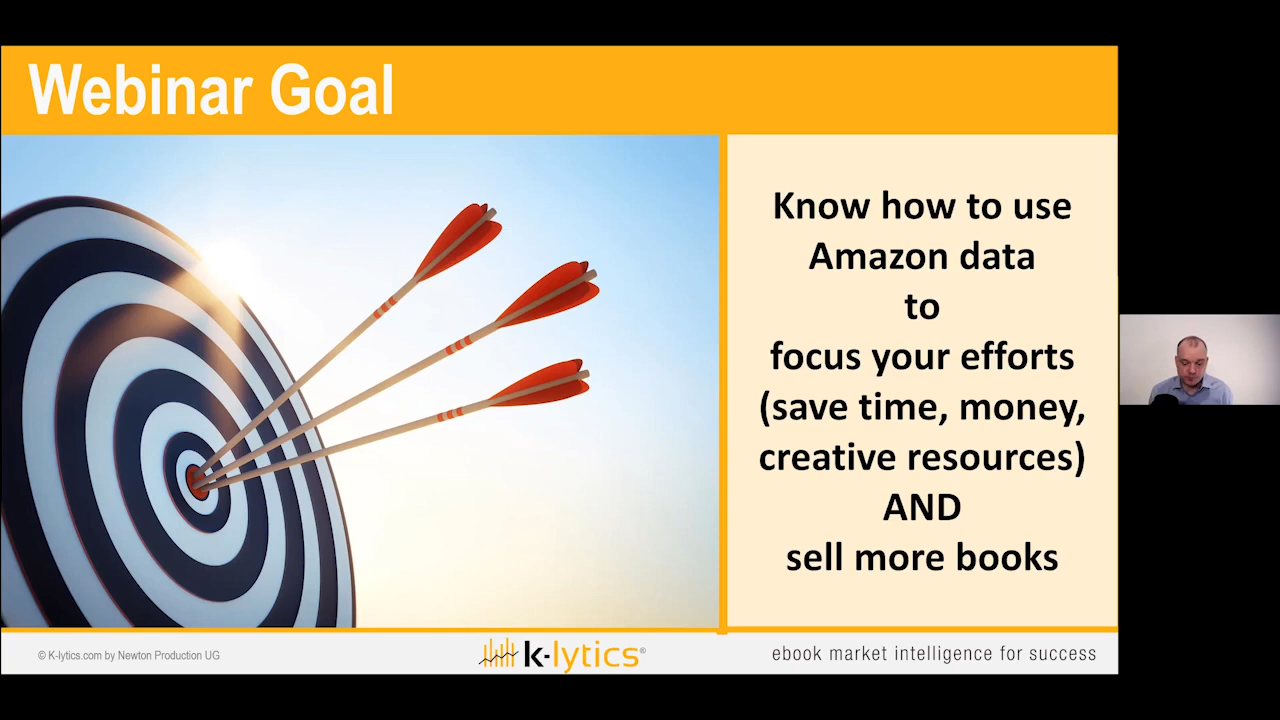 Webinar Goal
Know how to use
Amazon data
to
focus your efforts
(save time, money,
creative resources)
AND
sell more books
© K-lytics.com by Newton Production UG
k-lytics®
ebook market intelligence for success